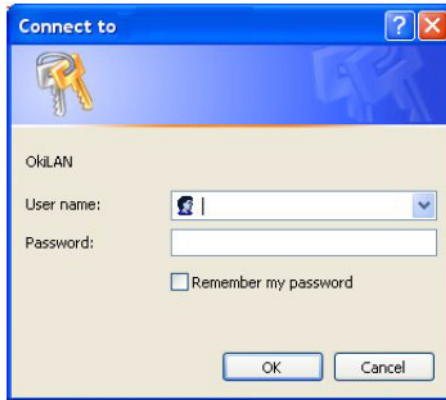 Connect to
OkiLAN
User name:
Password:
Remember my password
OK Cancel